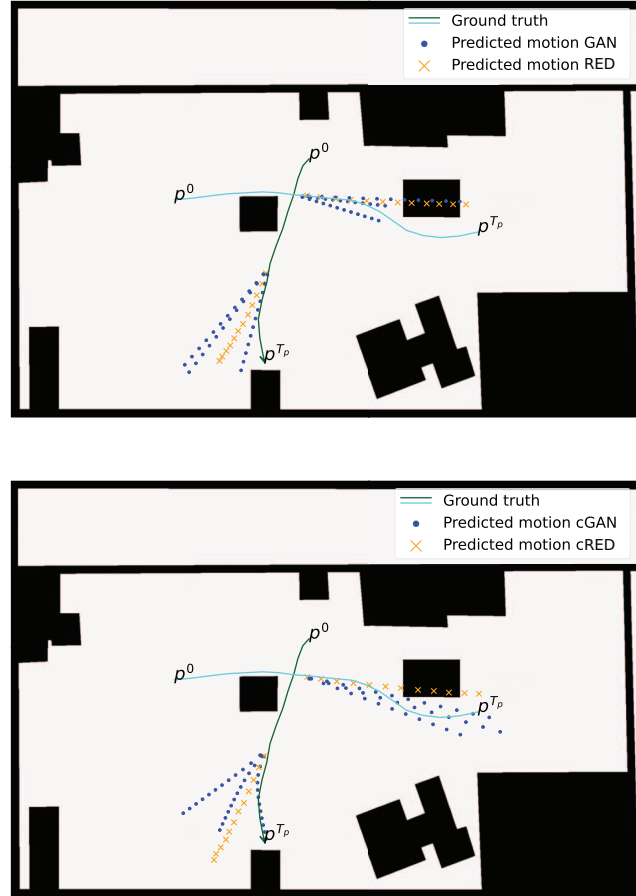 Ground truth
Predicted motion GAN
Predicted motion RED
p^0
p^0
p^{T_p}
p^{T_p}
Ground truth
Predicted motion cGAN
Predicted motion cRED
p^0
p^0
p^{T_p}
p^{T_p}